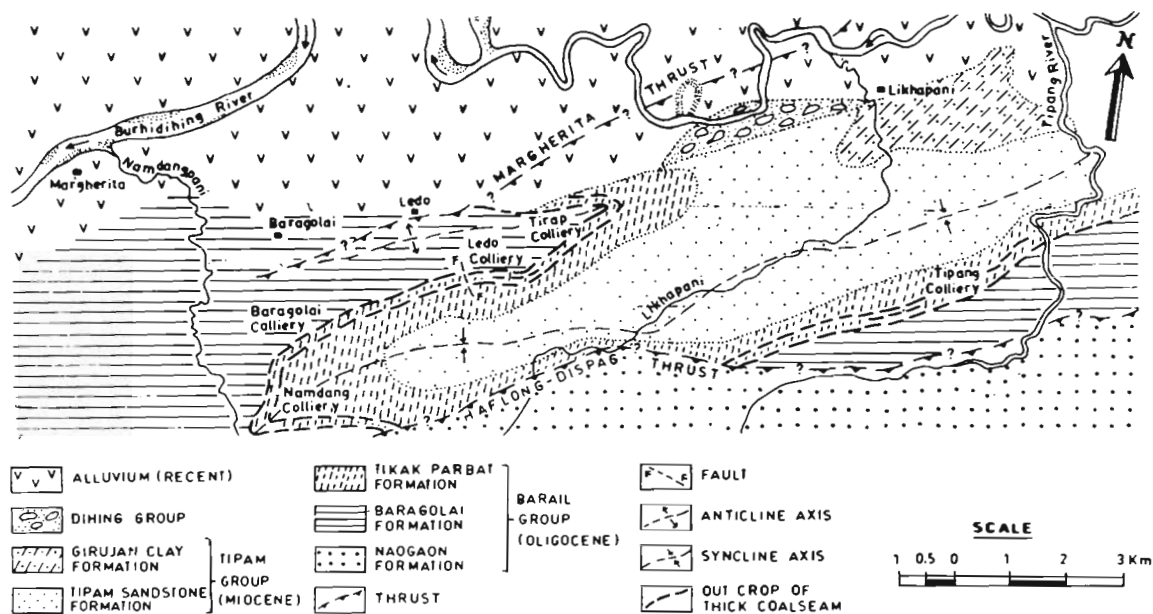 THRUST
MARGHERITA
N
Tipang River
Likhapani
Burhidihing River
Namdangpani
Margherita
Ledo
Baragolai
Tirap
Colliery
Ledo
Colliery
F
F
Baragolai
Colliery
Likhapani
Tipang
Colliery
Namdang
Colliery
HAFLONG-DISPAG THRUST
? ? ? ? ? ? ? ? ? ?
ALLUVIUM (RECENT)
DIHING GROUP
GIRUJAN CLAY
FORMATION
TIPAM SANDSTONE
FORMATION
TIPAM
GROUP
(MIOCENE)
TIKAK PARBAT
FORMATION
BARAGOLAI
FORMATION
NAOGAON
FORMATION
THRUST
BARAIL
GROUP
(OLIGOCENE)
F F
FAULT
ANTICLINE AXIS
SYNCLINE AXIS
OUT CROP OF
THICK COALSEAM
SCALE
1 0.5 0 1 2 3 Km